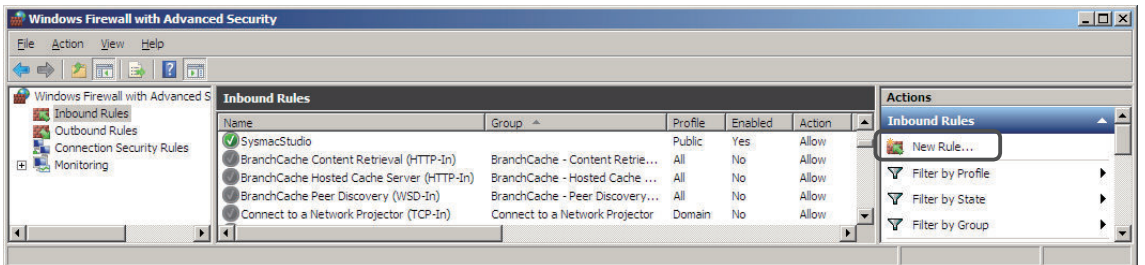 Windows Firewall with Advanced Security
File Action View Help
Windows Firewall with Advanced S
Inbound Rules
Outbound Rules
Connection Security Rules
Monitoring
Inbound Rules
Name Group Profile Enabled Action
SysmacStudio Public Yes Allow
BranchCache Content Retrieval (HTTP-In) BranchCache - Content Retrie... All No Allow
BranchCache Hosted Cache Server (HTTP-In) BranchCache - Hosted Cache ... All No Allow
BranchCache Peer Discovery (WSD-In) BranchCache - Peer Discovery... All No Allow
Connect to a Network Projector (TCP-In) Connect to a Network Projector Domain No Allow
Actions
Inbound Rules
New Rule...
Filter by Profile
Filter by State
Filter by Group